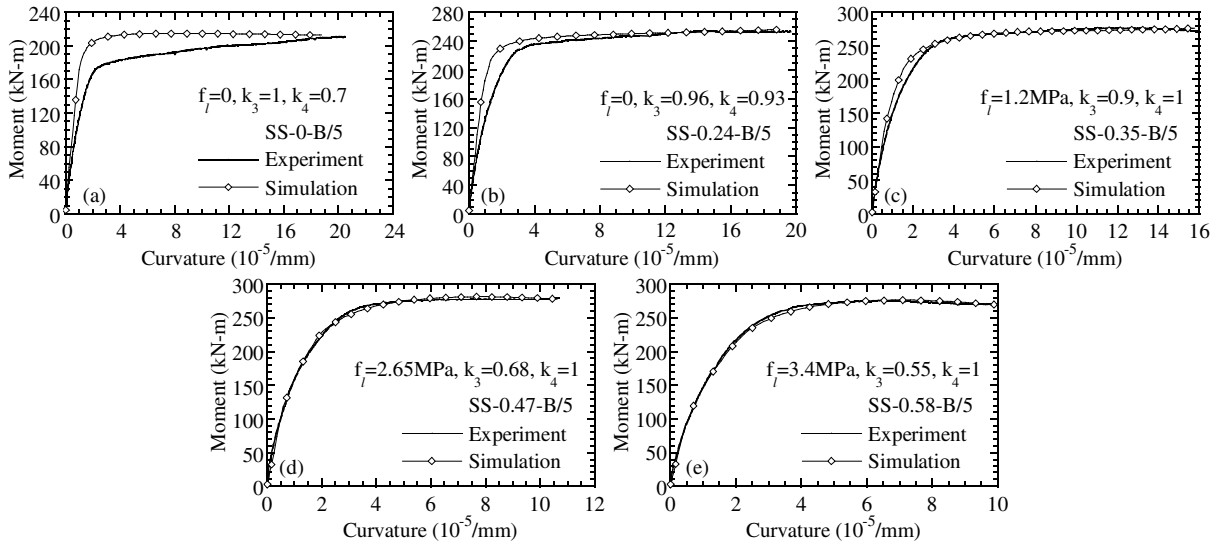 240
200
160
120
80
40
0
Moment (kN-m)
f_l=0, k_3=1, k_4=0.7
SS-0-B/5
Experiment
Simulation
(a)
0 4 8 12 16 20 24
Curvature (10^-5/mm)
280
240
200
160
120
80
40
0
Moment (kN-m)
f_l=0, k_3=0.96, k_4=0.93
SS-0.24-B/5
Experiment
Simulation
(b)
0 4 8 12 16 20
Curvature (10^-5/mm)
300
250
200
150
100
50
0
Moment (kN-m)
f_l=1.2MPa, k_3=0.9, k_4=1
SS-0.35-B/5
Experiment
Simulation
(c)
0 2 4 6 8 10 12 14 16
Curvature (10^-5/mm)
300
250
200
150
100
50
0
Moment (kN-m)
f_l=2.65MPa, k_3=0.68, k_4=1
SS-0.47-B/5
Experiment
Simulation
(d)
0 2 4 6 8 10 12
Curvature (10^-5/mm)
300
250
200
150
100
50
0
Moment (kN-m)
f_l=3.4MPa, k_3=0.55, k_4=1
SS-0.58-B/5
Experiment
Simulation
(e)
0 2 4 6 8 10
Curvature (10^-5/mm)